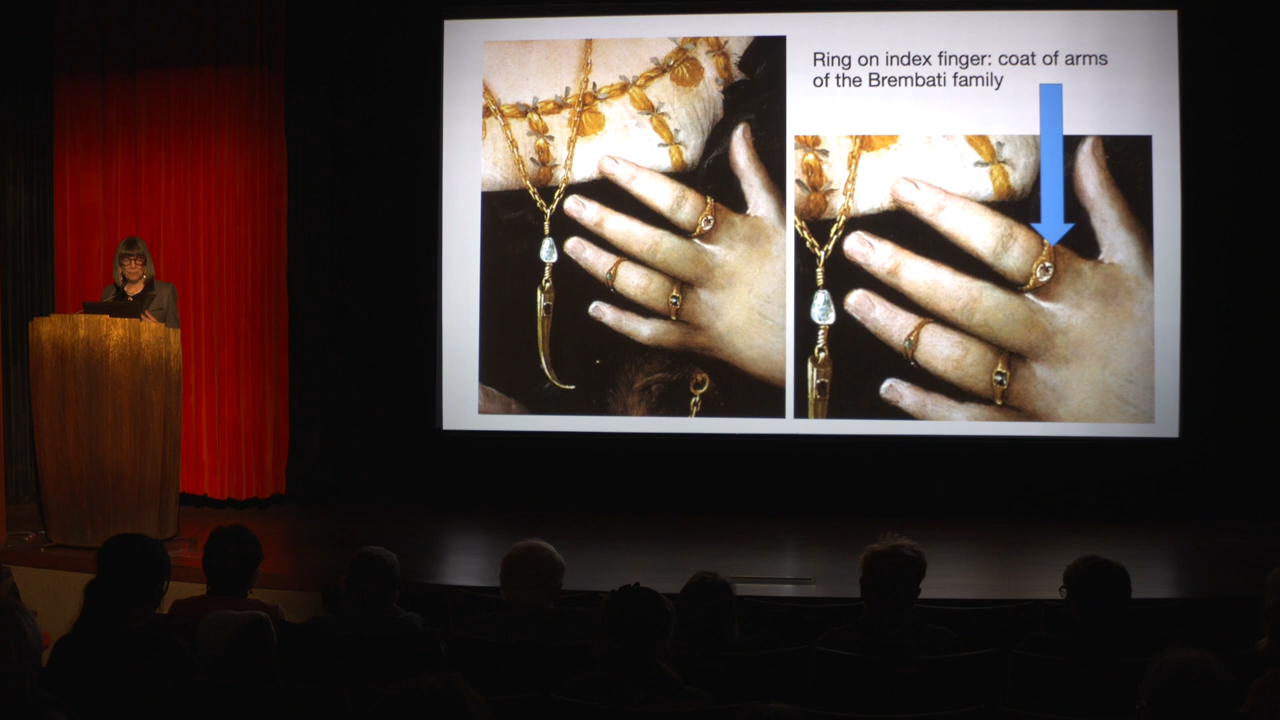 Ring on index finger: coat of arms
of the Brembati family